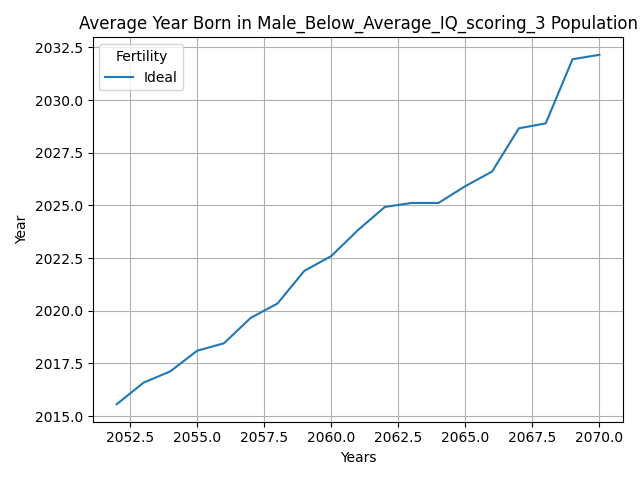 Average Year Born in Male_Below_Average_IQ_scoring_3 Population
Fertility
Ideal
2032.5
2030.0
2027.5
2025.0
2022.5
2020.0
2017.5
2015.0
Year
2052.5 2055.0 2057.5 2060.0 2062.5 2065.0 2067.5 2070.0
Years